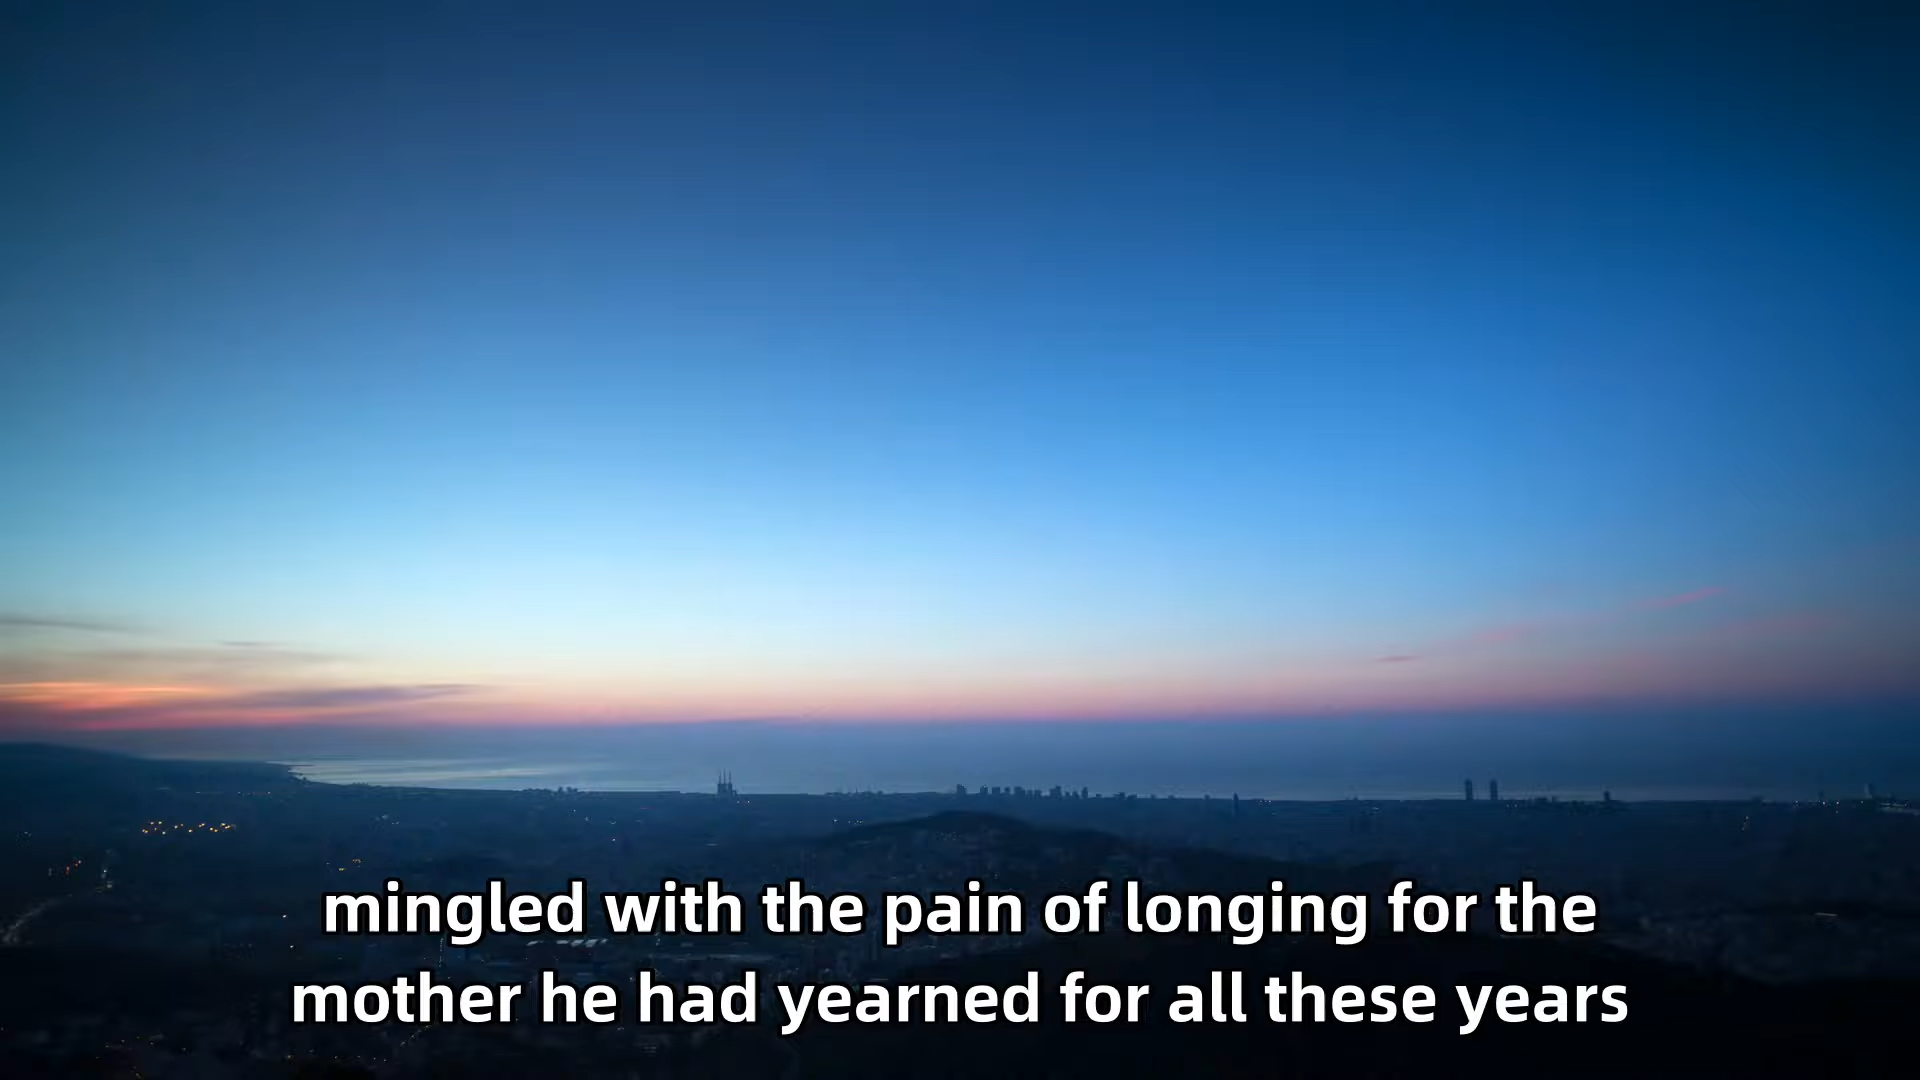 mingled with the pain of longing for the
mother he had yearned for all these years